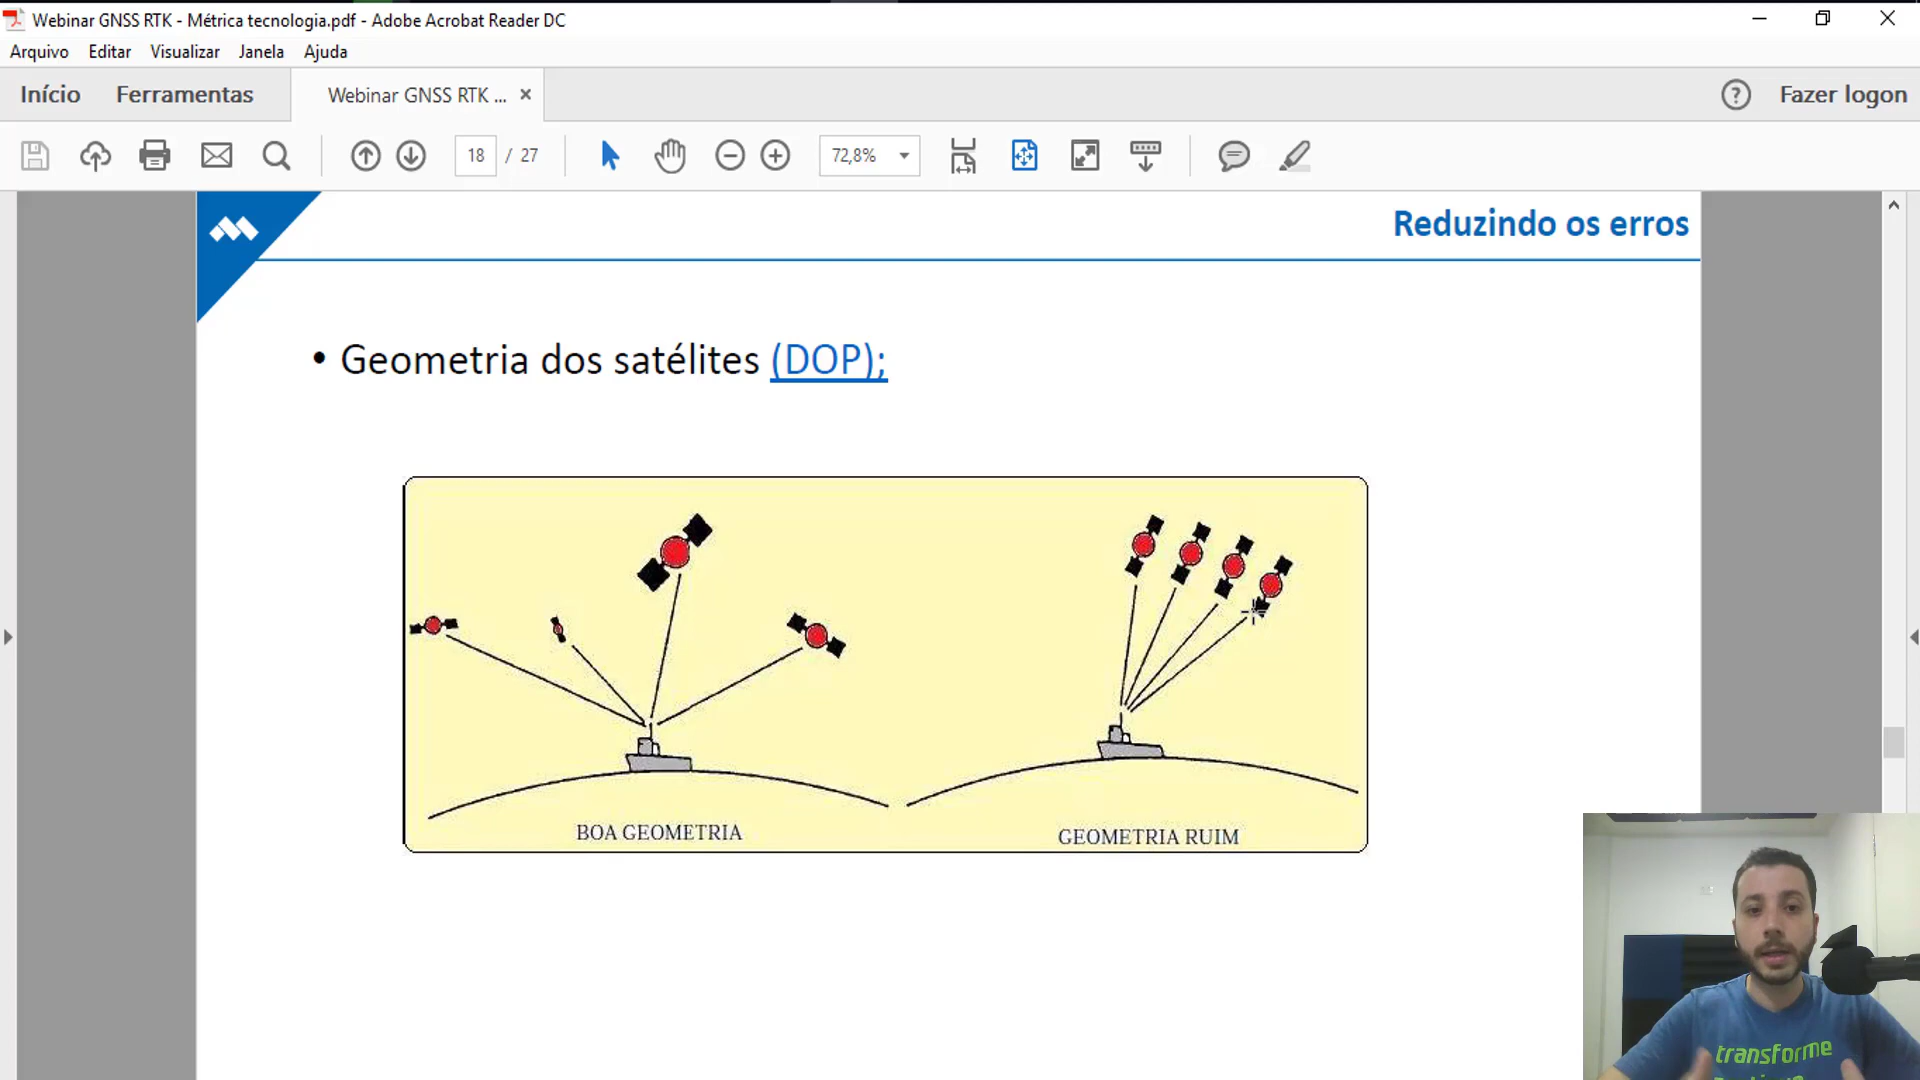 Webinar GNSS RTK - Métrica tecnologia.pdf - Adobe Acrobat Reader DC
Arquivo Editar Visualizar Janela Ajuda
Início Ferramentas Webinar GNSS RTK ... Fazer logon
18 / 27 72,8%
Reduzindo os erros
• Geometria dos satélites (DOP);
BOA GEOMETRIA
GEOMETRIA RUIM
transforme